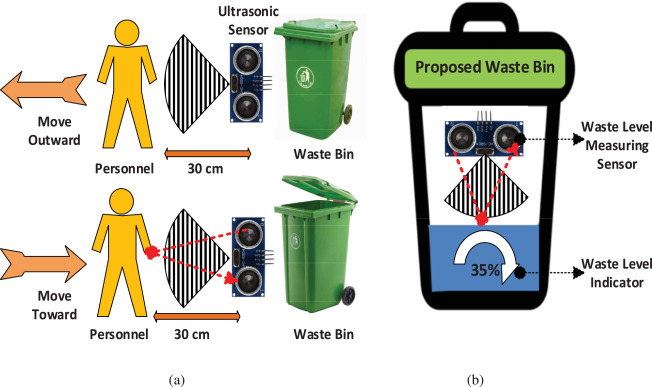 Ultrasonic
Sensor
Move
Outward
Personnel
30 cm
Waste Bin
Move
Toward
Personnel
30 cm
Waste Bin
(a)
Proposed Waste Bin
Waste Level
Measuring
Sensor
35%
Waste Level
Indicator
(b)